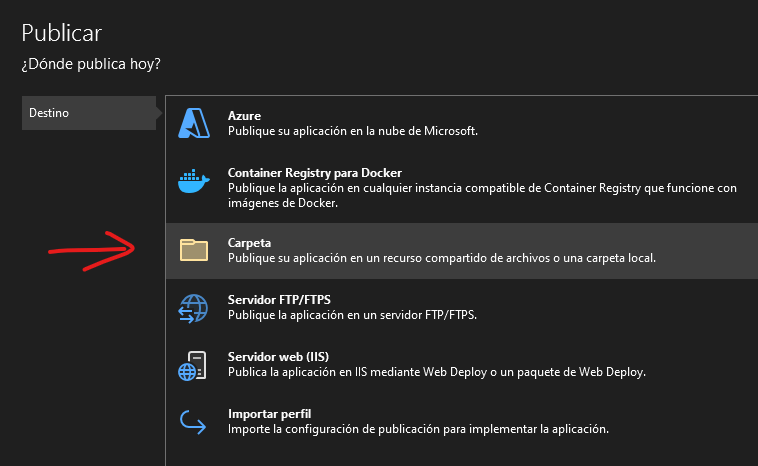 Publicar
¿Dónde publica hoy?
Destino
Azure
Publique su aplicación en la nube de Microsoft.
Container Registry para Docker
Publique la aplicación en cualquier instancia compatible de Container Registry que funcione con
imágenes de Docker.
Carpeta
Publique su aplicación en un recurso compartido de archivos o una carpeta local.
Servidor FTP/FTPS
Publique la aplicación en un servidor FTP/FTPS.
Servidor web (IIS)
Publica la aplicación en IIS mediante Web Deploy o un paquete de Web Deploy.
Importar perfil
Importe la configuración de publicación para implementar la aplicación.